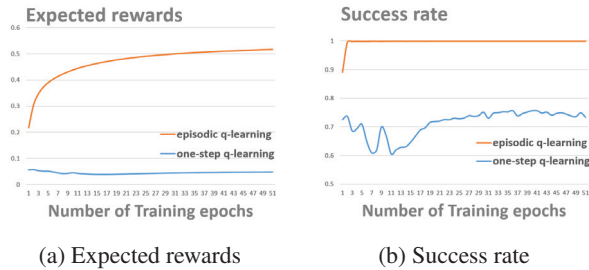 Expected rewards
0.6
0.5
0.4
0.3
0.2
0.1
0
episodic q-learning
one-step q-learning
1 3 5 7 9 11 13 15 17 19 21 23 25 27 29 31 33 35 37 39 41 43 45 47 49 51
Number of Training epochs
(a) Expected rewards
Success rate
1
0.9
0.8
0.7
0.6
0.5
episodic q-learning
one-step q-learning
1 3 5 7 9 11 13 15 17 19 21 23 25 27 29 31 33 35 37 39 41 43 45 47 49 51
Number of Training epochs
(b) Success rate